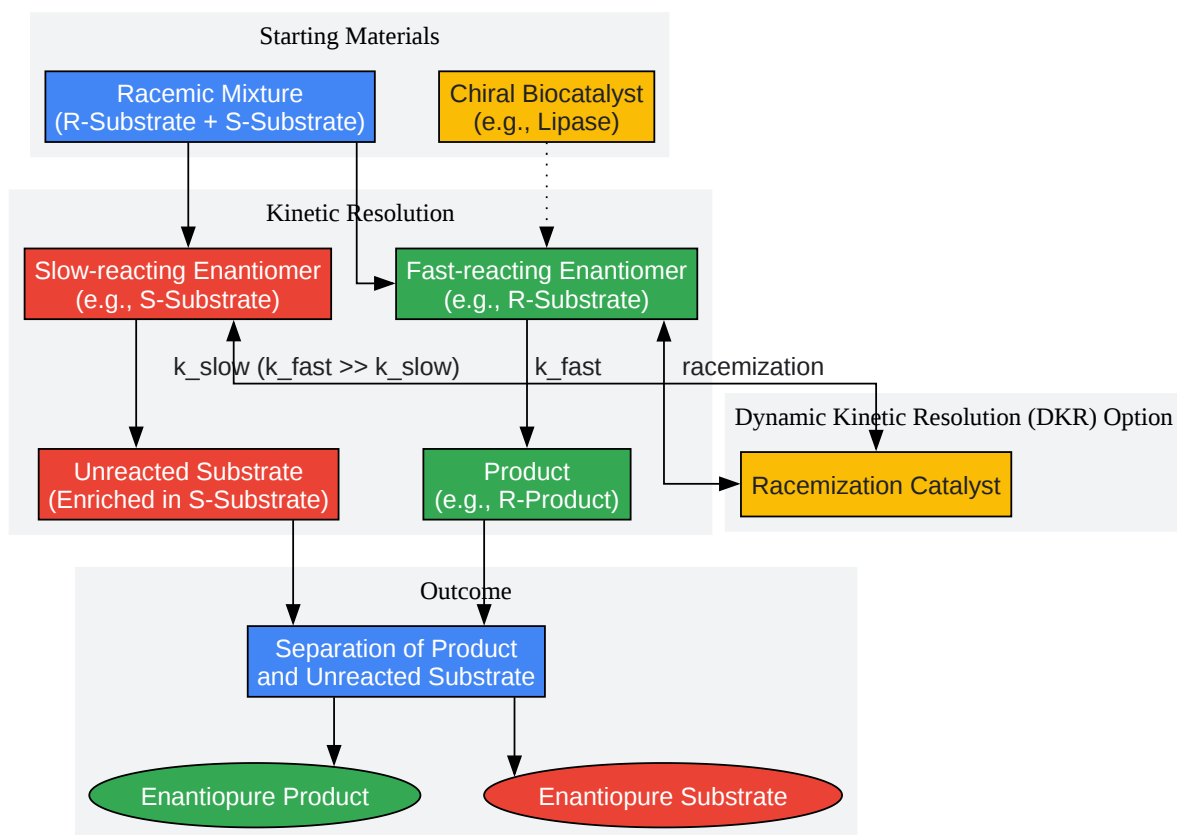 Starting Materials
Racemic Mixture
(R-Substrate + S-Substrate)
Chiral Biocatalyst
(e.g., Lipase)
Kinetic Resolution
Slow-reacting Enantiomer
(e.g., S-Substrate)
Fast-reacting Enantiomer
(e.g., R-Substrate)
k_slow (k_fast >> k_slow)
k_fast
racemization
Dynamic Kinetic Resolution (DKR) Option
Unreacted Substrate
(Enriched in S-Substrate)
Product
(e.g., R-Product)
Racemization Catalyst
Outcome
Separation of Product
and Unreacted Substrate
Enantiopure Product
Enantiopure Substrate